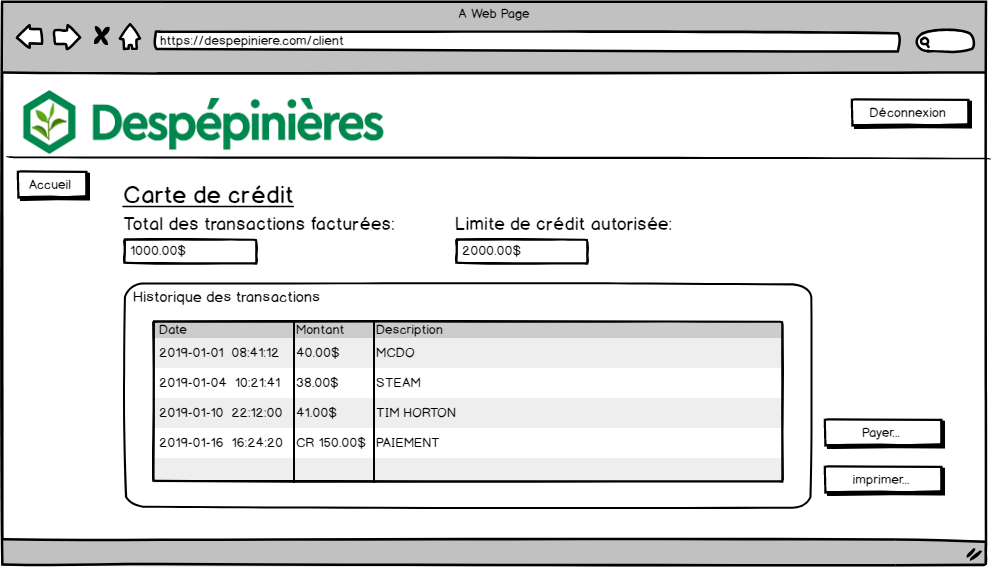 A Web Page
https://despepiniere.com/client
Despépinières
Déconnexion
Accueil
Carte de crédit
Total des transactions facturées: Limite de crédit autorisée:
1000.00$ 2000.00$
Historique des transactions
Date Montant Description
2019-01-01 08:41:12 40.00$ MCDO
2019-01-04 10:21:41 38.00$ STEAM
2019-01-10 22:12:00 41.00$ TIM HORTON
2019-01-16 16:24:20 CR 150.00$ PAIEMENT
Payer...
imprimer...